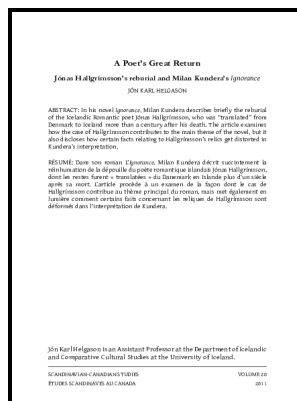 A Poet's Great Return
Jónas Hallgrímsson's reburial and Milan Kundera's Ignorance
JÓN KARL HELGASON
ABSTRACT: In his novel Ignorance, Milan Kundera describes briefly the reburial
of the Icelandic Romantic poet Jónas Hallgrímsson, who was "translated" from
Denmark to Iceland more than a century after his death. The article examines
how the case of Hallgrímsson contributes to the main theme of the novel, but it
also discloses how certain facts relating to Hallgrímsson's relics get distorted in
Kundera's interpretation.
RÉSUMÉ: Dans son roman L'ignorance, Milan Kundera décrit succintement la
réinhumation de la dépouille du poète romantique islandais Jónas Hallgrímsson,
dont les restes furent « translatées » du Danemark en Islande plus d'un siècle
après sa mort. L'article procède à un examen de la façon dont le cas de
Hallgrímsson contribue au thème principal du roman, mais met également en
lumière comment certains faits concernant les reliques de Hallgrímsson sont
déformés dans l'interprétation de Kundera.
Jón Karl Helgason is an Assistant Professor at the Department of Icelandic
and Comparative Cultural Studies at the University of Iceland.
SCANDINAVIAN-CANADIAN STUDIES VOLUME 20
ÉTUDES SCANDINAVES AU CANADA 2011